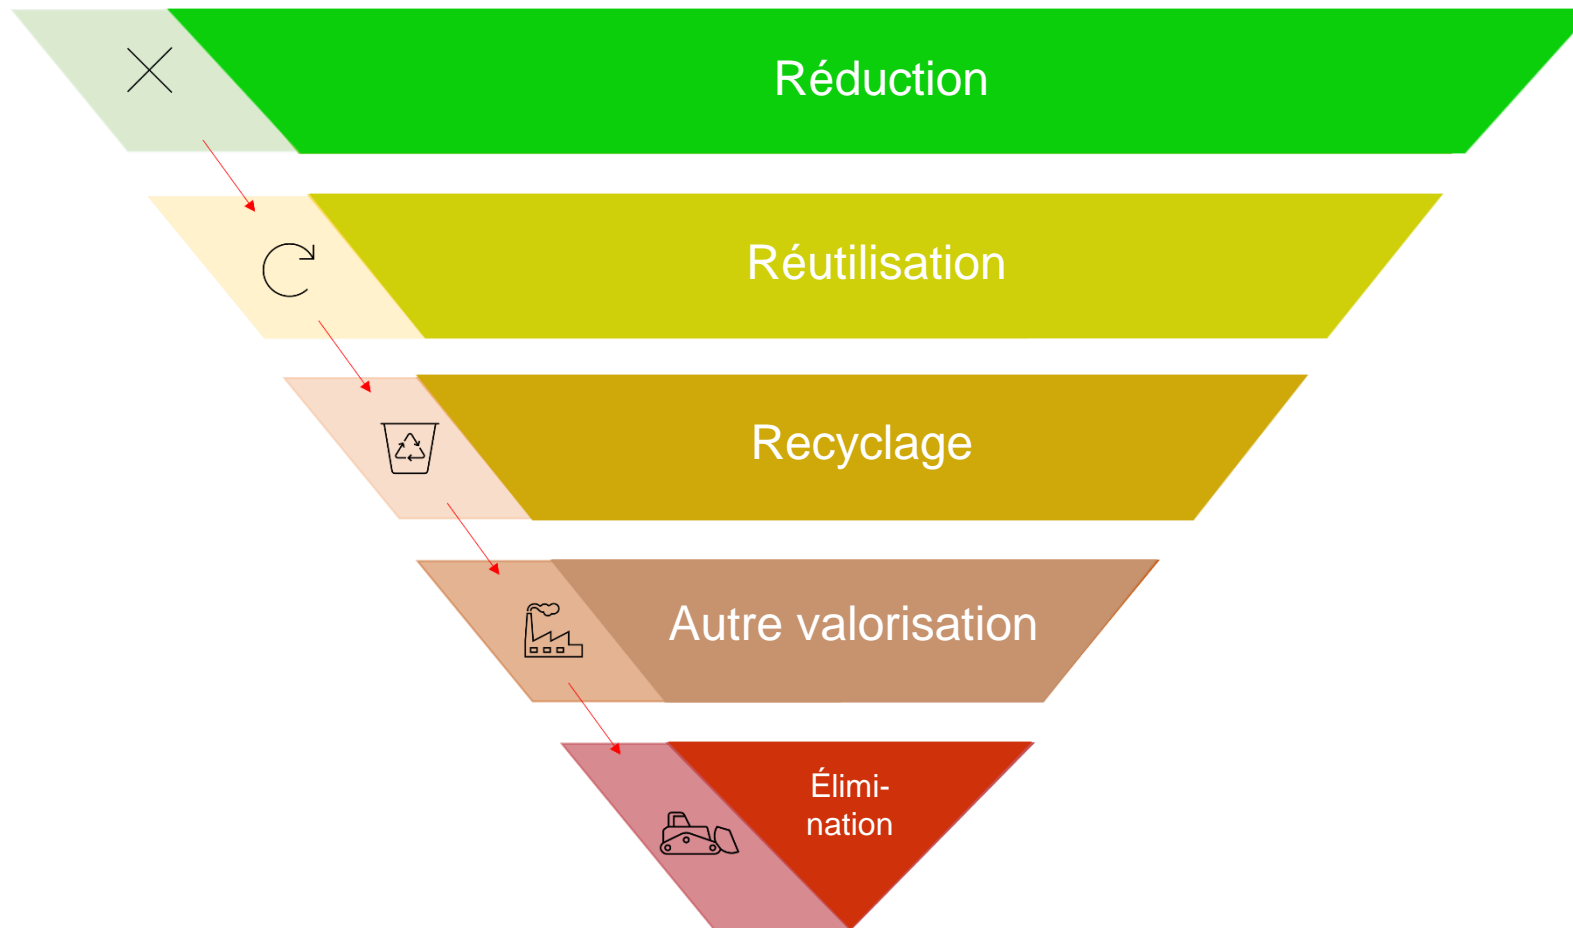 Réduction
Réutilisation
Recyclage
Autre valorisation
Élimi-
nation